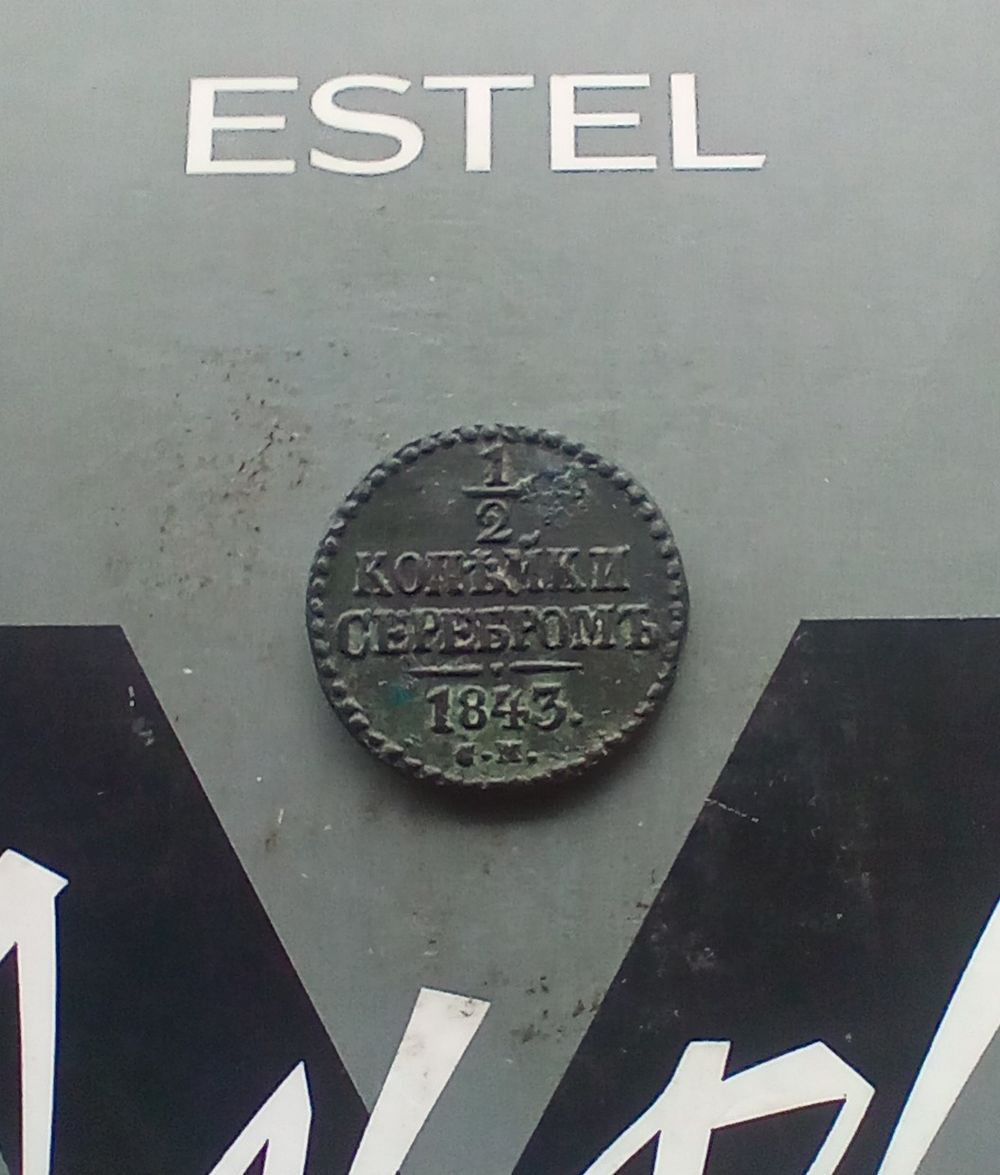 ESTEL
1
2
КОПѢЙКИ
СЕРЕБРОМЪ
1843.
С.М.